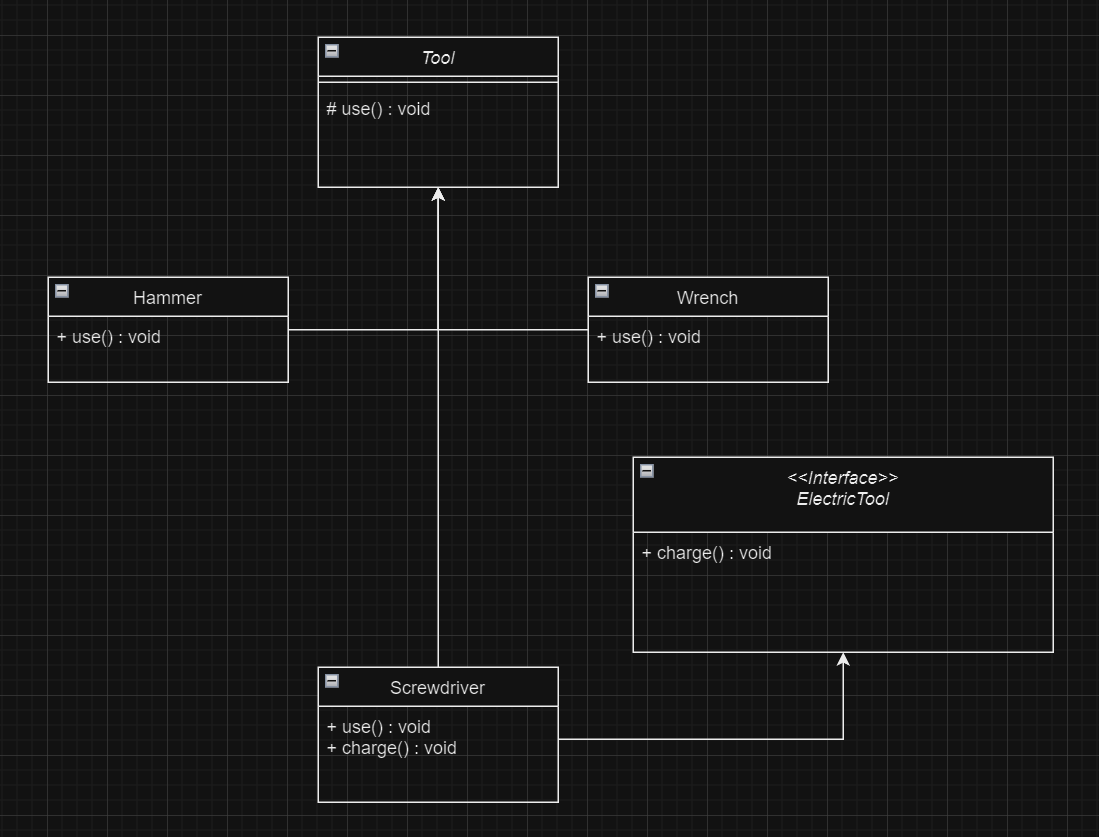 Tool
# use() : void
Hammer
+ use() : void
Wrench
+ use() : void
<<Interface>>
ElectricTool
+ charge() : void
Screwdriver
+ use() : void
+ charge() : void